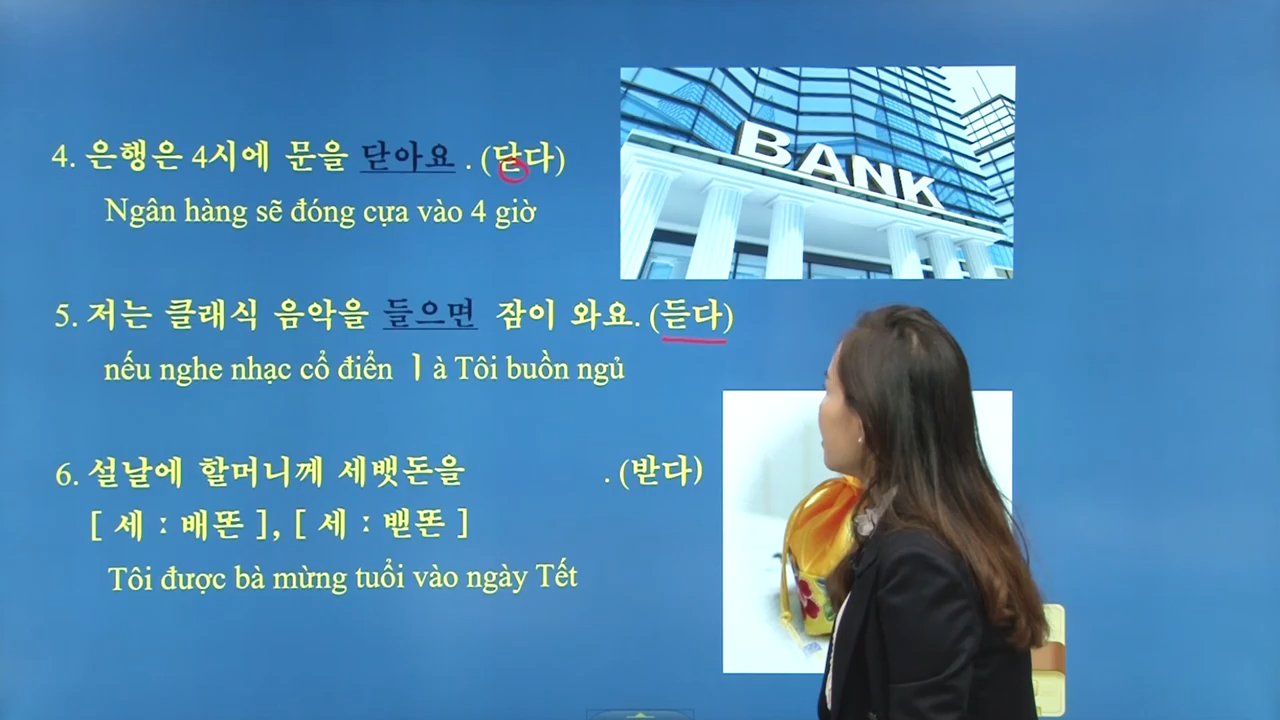 4. 은행은 4시에 문을 닫아요 . (닫다)
Ngân hàng sẽ đóng cựa vào 4 giờ
BANK
5. 저는 클래식 음악을 들으면 잠이 와요. (듣다)
nếu nghe nhạc cổ điển ㅣà Tôi buồn ngủ
6. 설날에 할머니께 세뱃돈을 . (받다)
[ 세 : 배똔 ], [ 세 : 밷똔 ]
Tôi được bà mừng tuổi vào ngày Tết